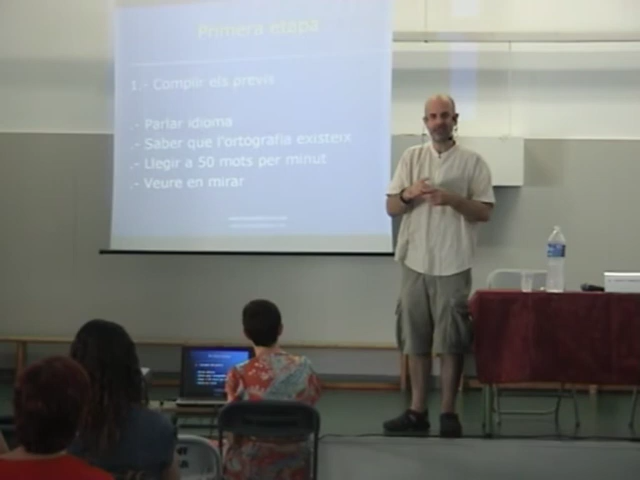 Primera etapa
1.- Complir els previs
.- Parlar idioma
.- Saber que l'ortografia existeix
.- Llegir a 50 mots per minut
.- Veure en mirar